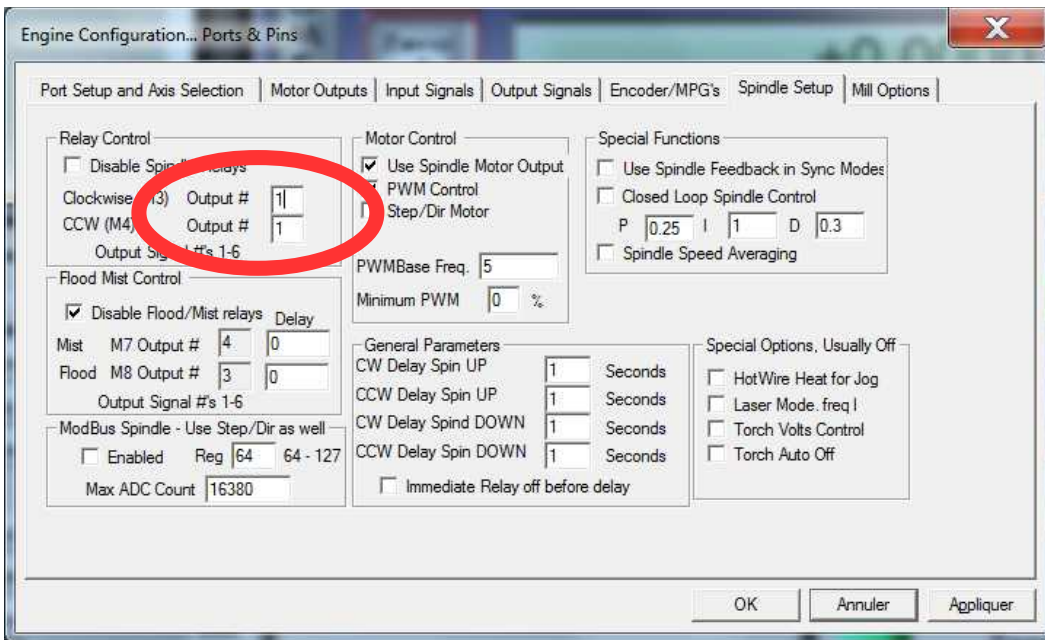 Engine Configuration... Ports & Pins
Port Setup and Axis Selection
Motor Outputs
Input Signals
Output Signals
Encoder/MPG's
Spindle Setup
Mill Options
Relay Control
Disable
Clockwise
Output # 1
CCW (M4)
Output # 1
Output #'s 1-6
Flood Mist Control
Disable Flood/Mist relays
Delay
Mist M7 Output # 4 0
Flood M8 Output # 3 0
Output Signal #'s 1-6
ModBus Spindle - Use Step/Dir as well
Enabled Reg 64 64 - 127
Max ADC Count 16380
Motor Control
Use Spindle Motor Output
PWM Control
Step/Dir Motor
PWMBase Freq. 5
Minimum PWM 0 %
General Parameters
CW Delay Spin UP 1 Seconds
CCW Delay Spin UP 1 Seconds
CW Delay Spind DOWN 1 Seconds
CCW Delay Spin DOWN 1 Seconds
Immediate Relay off before delay
Special Functions
Use Spindle Feedback in Sync Modes
Closed Loop Spindle Control
P 0.25 I 1 D 0.3
Spindle Speed Averaging
Special Options, Usually Off
HotWire Heat for Jog
Laser Mode. freq
Torch Volts Control
Torch Auto Off
OK
Annuler
Appliquer